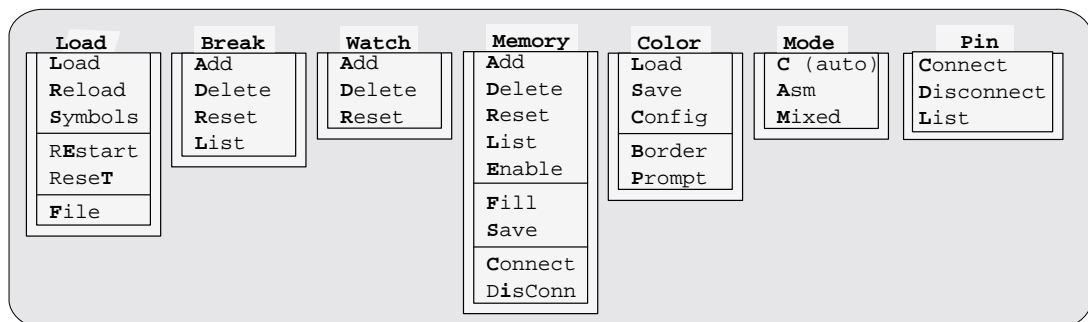 Load
Load
Reload
Symbols
REstart
ReseT
File
Break
Add
Delete
Reset
List
Watch
Add
Delete
Reset
Memory
Add
Delete
Reset
List
Enable
Fill
Save
Connect
DisConn
Color
Load
Save
Config
Border
Prompt
Mode
C (auto)
Asm
Mixed
Pin
Connect
Disconnect
List